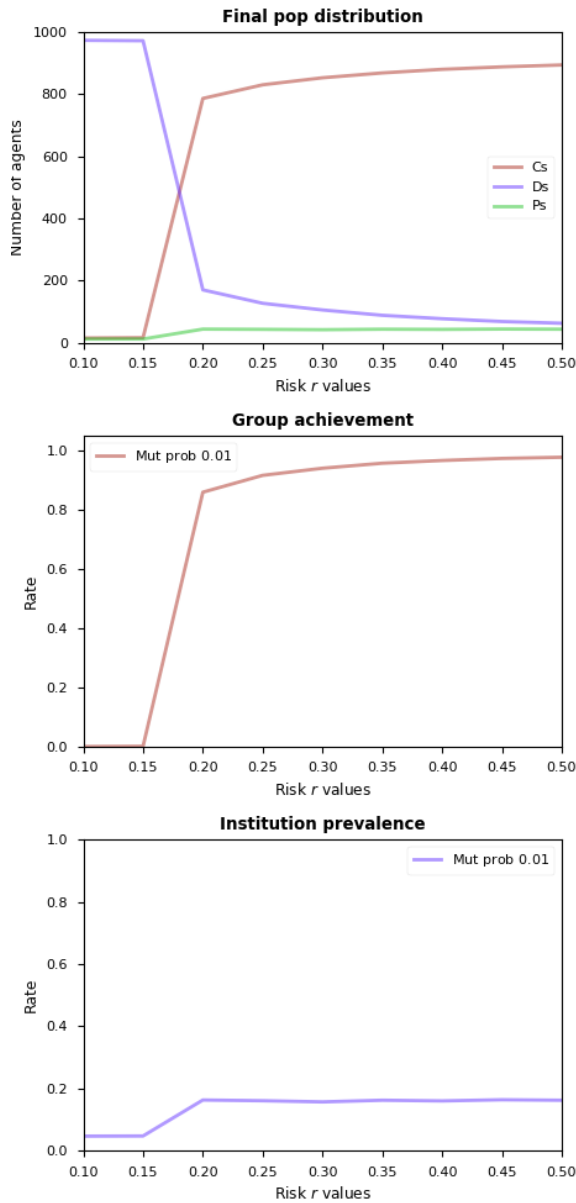 Final pop distribution
1000
800
600
400
200
0
Number of agents
Cs
Ds
Ps
0.10 0.15 0.20 0.25 0.30 0.35 0.40 0.45 0.50
Risk r values
Group achievement
1.0
0.8
0.6
0.4
0.2
0.0
Rate
Mut prob 0.01
0.10 0.15 0.20 0.25 0.30 0.35 0.40 0.45 0.50
Risk r values
Institution prevalence
1.0
0.8
0.6
0.4
0.2
0.0
Rate
Mut prob 0.01
0.10 0.15 0.20 0.25 0.30 0.35 0.40 0.45 0.50
Risk r values